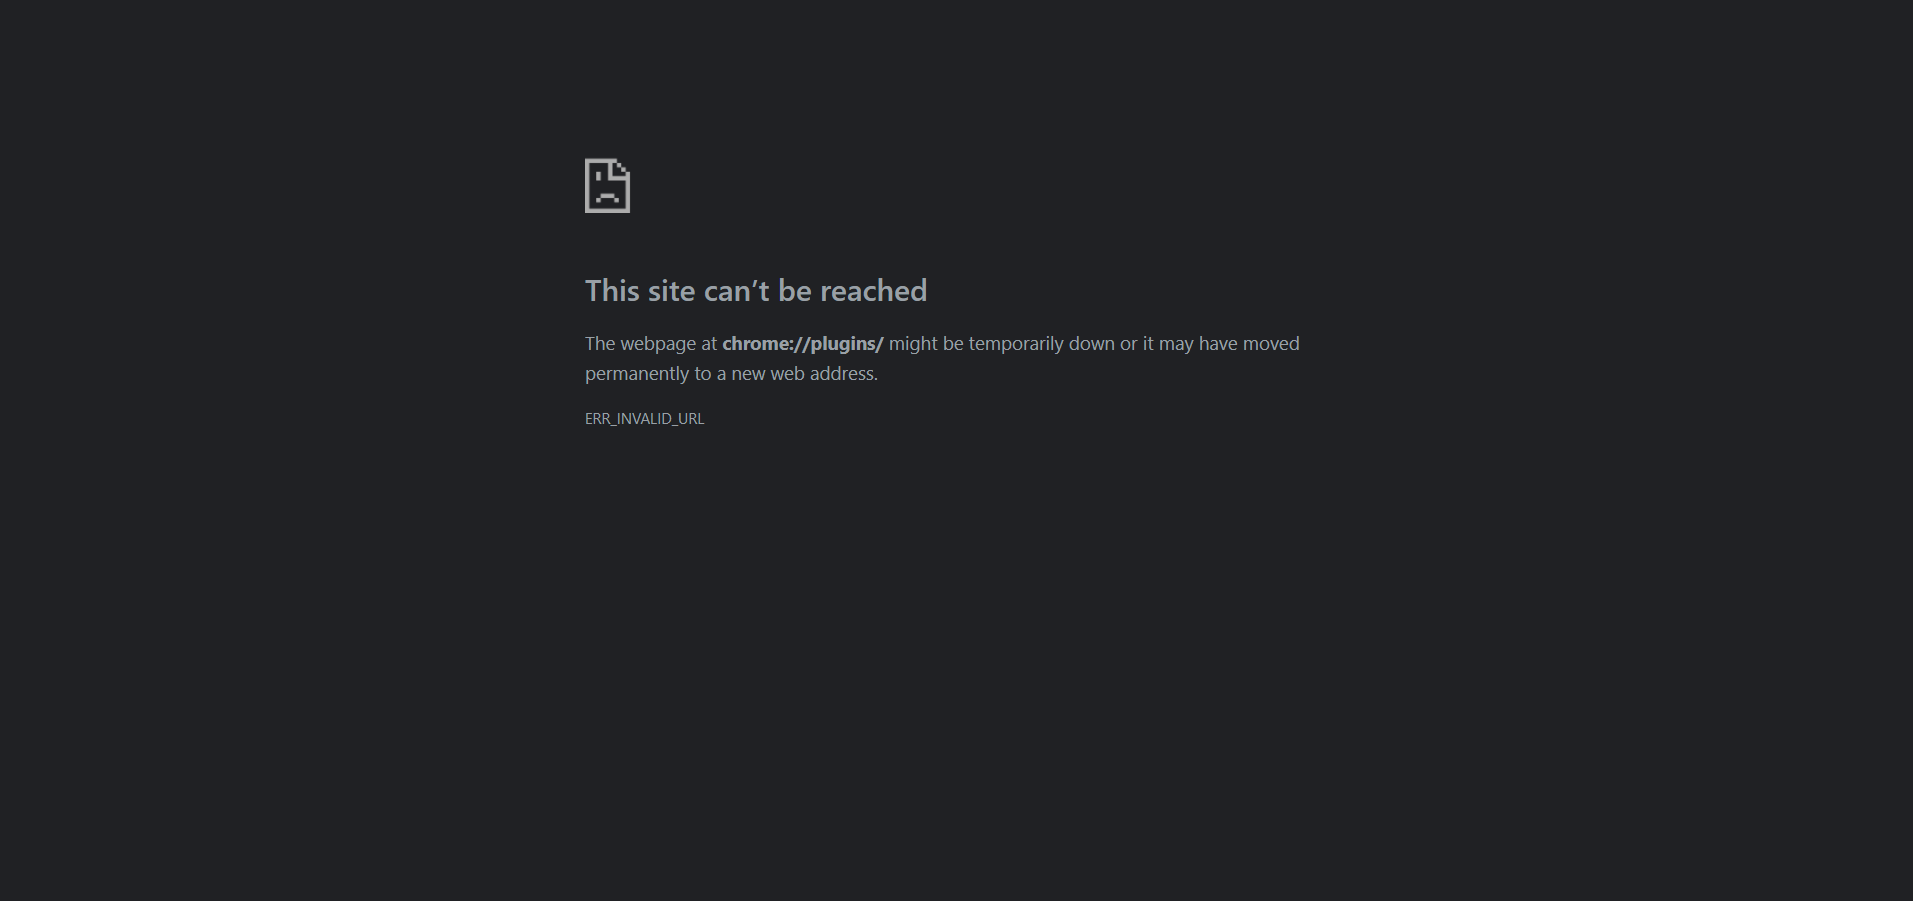 This site can’t be reached
The webpage at chrome://plugins/ might be temporarily down or it may have moved
permanently to a new web address.
ERR_INVALID_URL